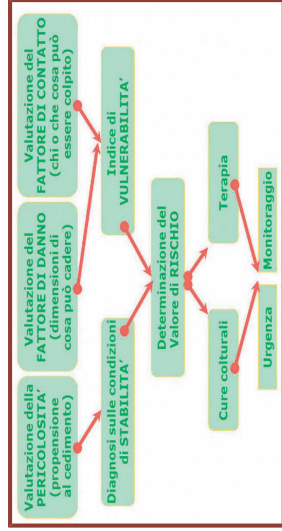 Valutazione della
PERICOLOSITA'
(propensione
al cedimento)
Valutazione del
FATTORE DI DANNO
(dimensioni di
cosa può cadere)
Valutazione del
FATTORE DI CONTATTO
(chi o che cosa può
essere colpito)
Diagnosi sulle condizioni
di STABILITA'
Indice di
VULNERABILITA'
Determinazione del
Valore di RISCHIO
Cure colturali
Terapia
Urgenza
Monitoraggio